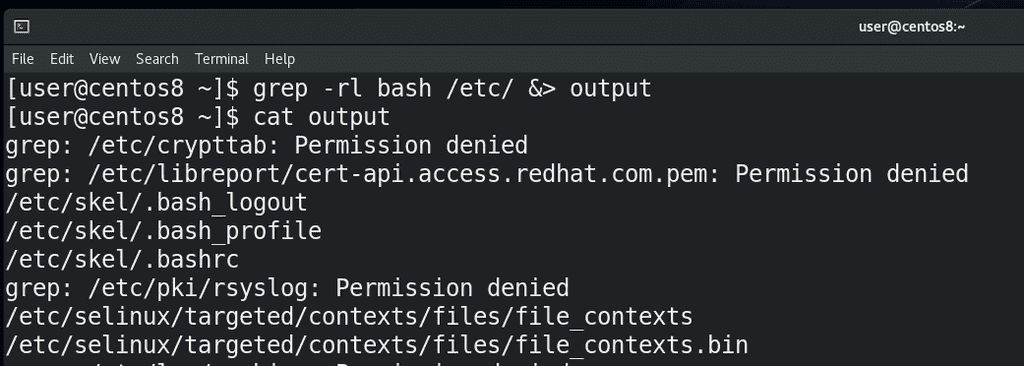 user@centos8:~
File Edit View Search Terminal Help
[user@centos8 ~]$ grep -rl bash /etc/ &> output
[user@centos8 ~]$ cat output
grep: /etc/crypttab: Permission denied
grep: /etc/libreport/cert-api.access.redhat.com.pem: Permission denied
/etc/skel/.bash_logout
/etc/skel/.bash_profile
/etc/skel/.bashrc
grep: /etc/pki/rsyslog: Permission denied
/etc/selinux/targeted/contexts/files/file_contexts
/etc/selinux/targeted/contexts/files/file_contexts.bin